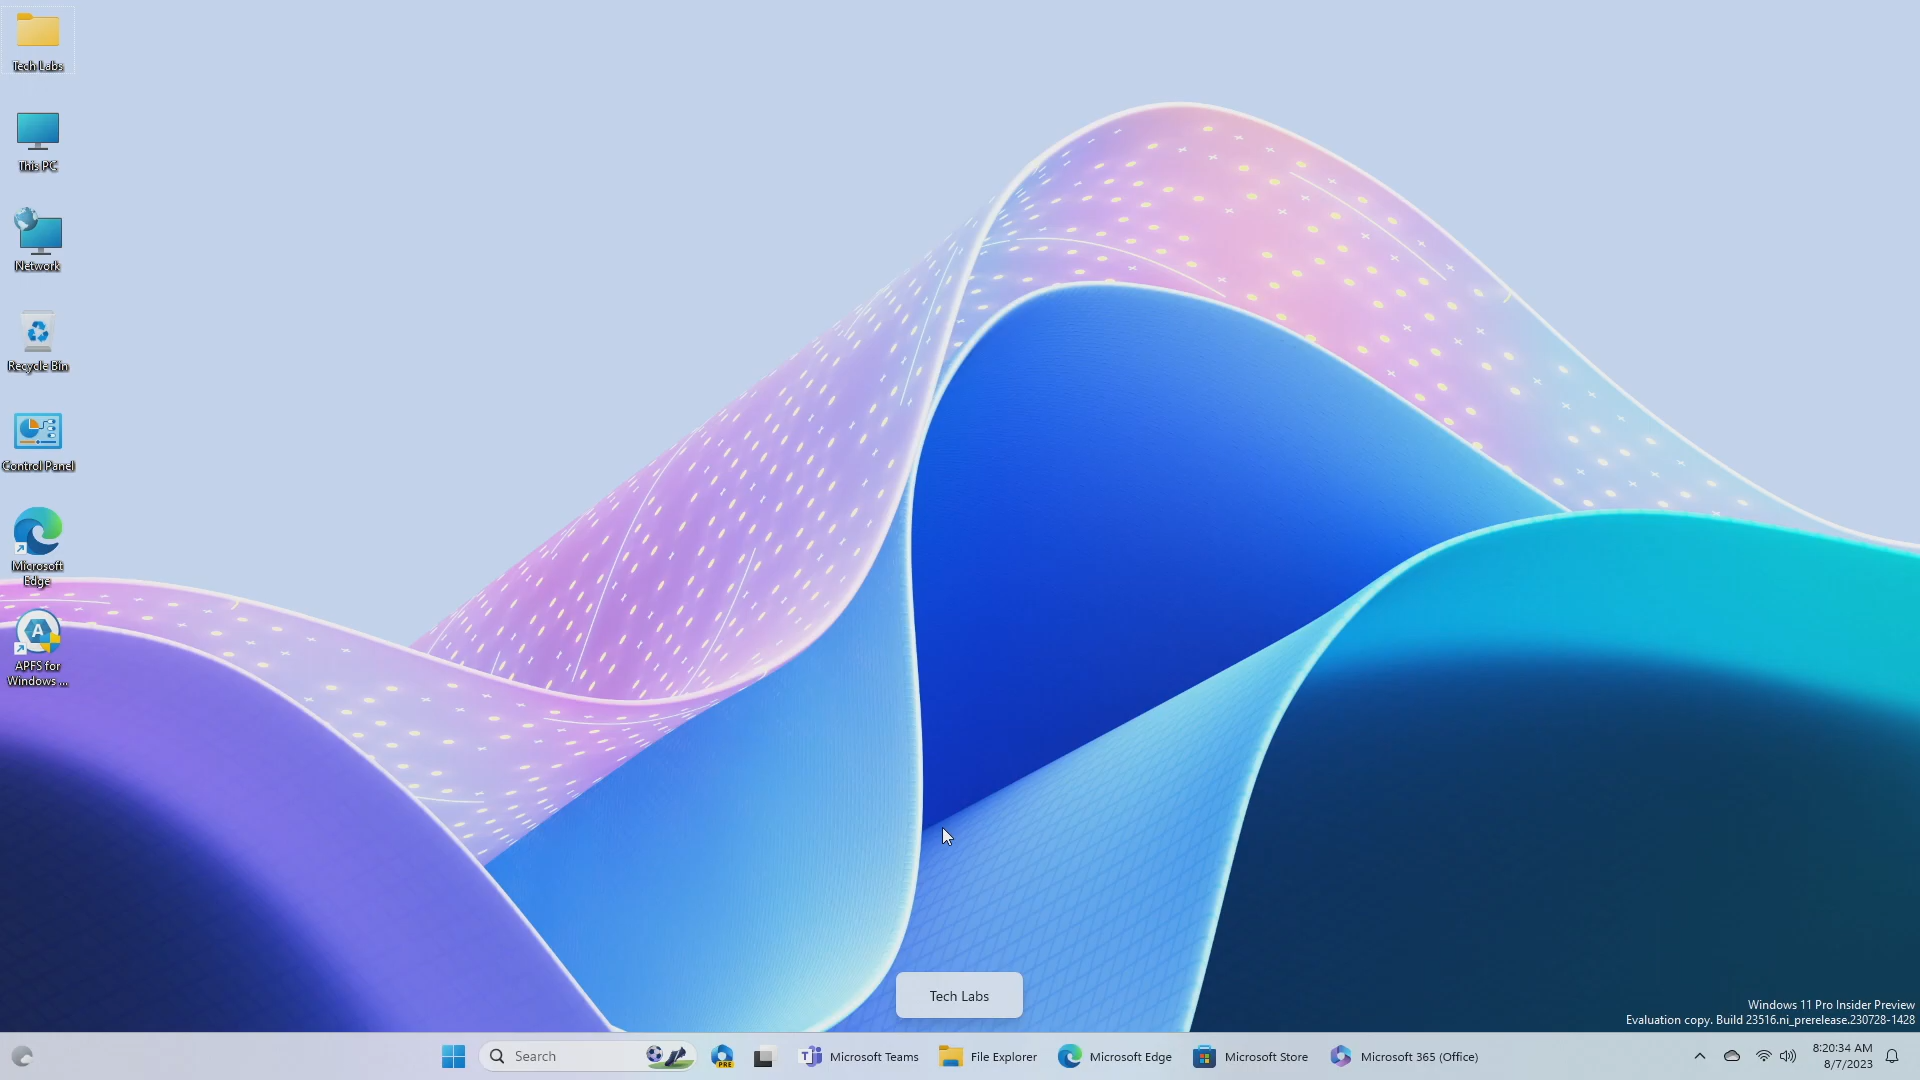 Tech Labs
This PC
Network
Recycle Bin
Control Panel
Microsoft
Edge
A
APFS for
Windows ...
Tech Labs
Windows 11 Pro Insider Preview
Evaluation copy. Build 23516.ni_prerelease.230728-1428
Search
PRE
T
Microsoft Teams
File Explorer
Microsoft Edge
Microsoft Store
Microsoft 365 (Office)
8:20:34 AM
8/7/2023